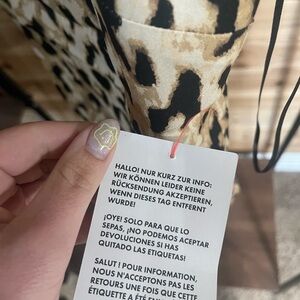 HALLO! NUR KURZ ZUR INFO:
WIR KÖNNEN LEIDER KEINE
RÜCKSENDUNG AKZEPTIEREN,
WENN DIESES TAG ENTFERNT
WURDE!
¡OYE! SOLO PARA QUE LO
SEPAS, ¡NO PODEMOS ACEPTAR
DEVOLUCIONES SI HAS
QUITADO LAS ETIQUETAS!
SALUT ! POUR INFORMATION,
NOUS N'ACCEPTONS PAS LES
RETOURS UNE FOIS QUE CETTE
ÉTIQUETTE A ÉTÉ